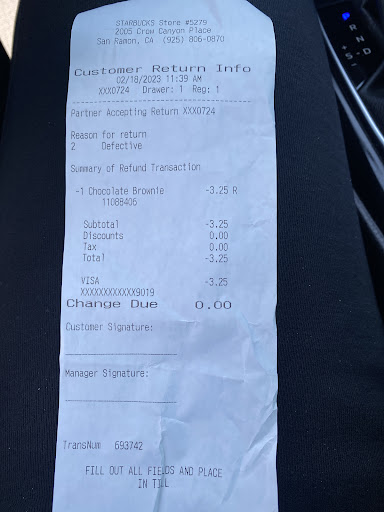 STARBUCKS Store #5279
2005 Crow Canyon Place
San Ramon, CA (925) 806-0870
Customer Return Info
02/18/2023 11:39 AM
XXX0724 Drawer: 1 Reg: 1
Partner Accepting Return XXX0724
Reason for return
2 Defective
Summary of Refund Transaction
-1 Chocolate Brownie -3.25 R
11088406
Subtotal -3.25
Discounts 0.00
Tax 0.00
Total -3.25
VISA -3.25
XXXXXXXXXXXX9019
Change Due 0.00
Customer Signature:
Manager Signature:
TransNum 693742
FILL OUT ALL FIELDS AND PLACE
IN TILL
P
R
N
+
S·D
-